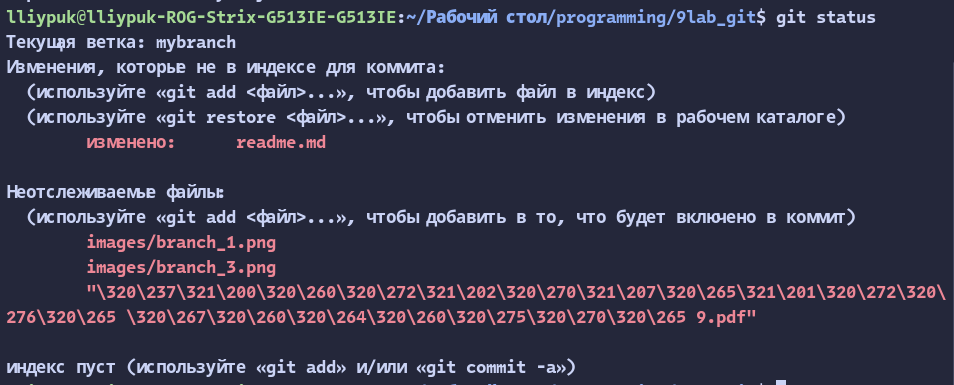 lliypuk@lliypuk-ROG-Strix-G513IE-G513IE:~/Рабочий стол/programming/9lab_git$ git status
Текущая ветка: mybranch
Изменения, которые не в индексе для коммита:
  (используйте «git add <файл>...», чтобы добавить файл в индекс)
  (используйте «git restore <файл>...», чтобы отменить изменения в рабочем каталоге)
        изменено:      readme.md

Неотслеживаемые файлы:
  (используйте «git add <файл>...», чтобы добавить в то, что будет включено в коммит)
        images/branch_1.png
        images/branch_3.png
        "\320\237\321\200\320\260\320\272\321\202\320\270\321\207\320\265\321\201\320\272\320\
276\320\265 \320\267\320\260\320\264\320\260\320\275\320\270\320\265 9.pdf"

индекс пуст (используйте «git add» и/или «git commit -a»)